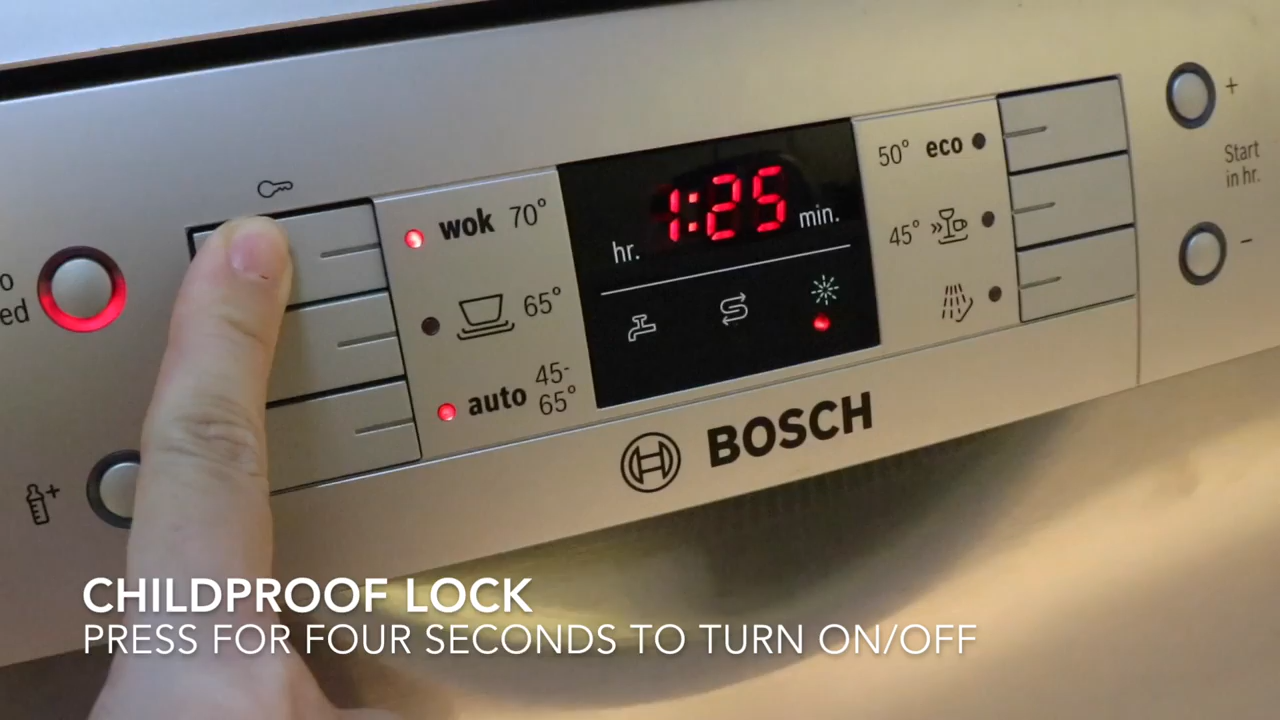 wok 70°
65°
auto 45-
65°
hr. 1:25 min.
50° eco
45°
+
Start
in hr.
-
o
ed
+
BOSCH
CHILDPROOF LOCK
PRESS FOR FOUR SECONDS TO TURN ON/OFF